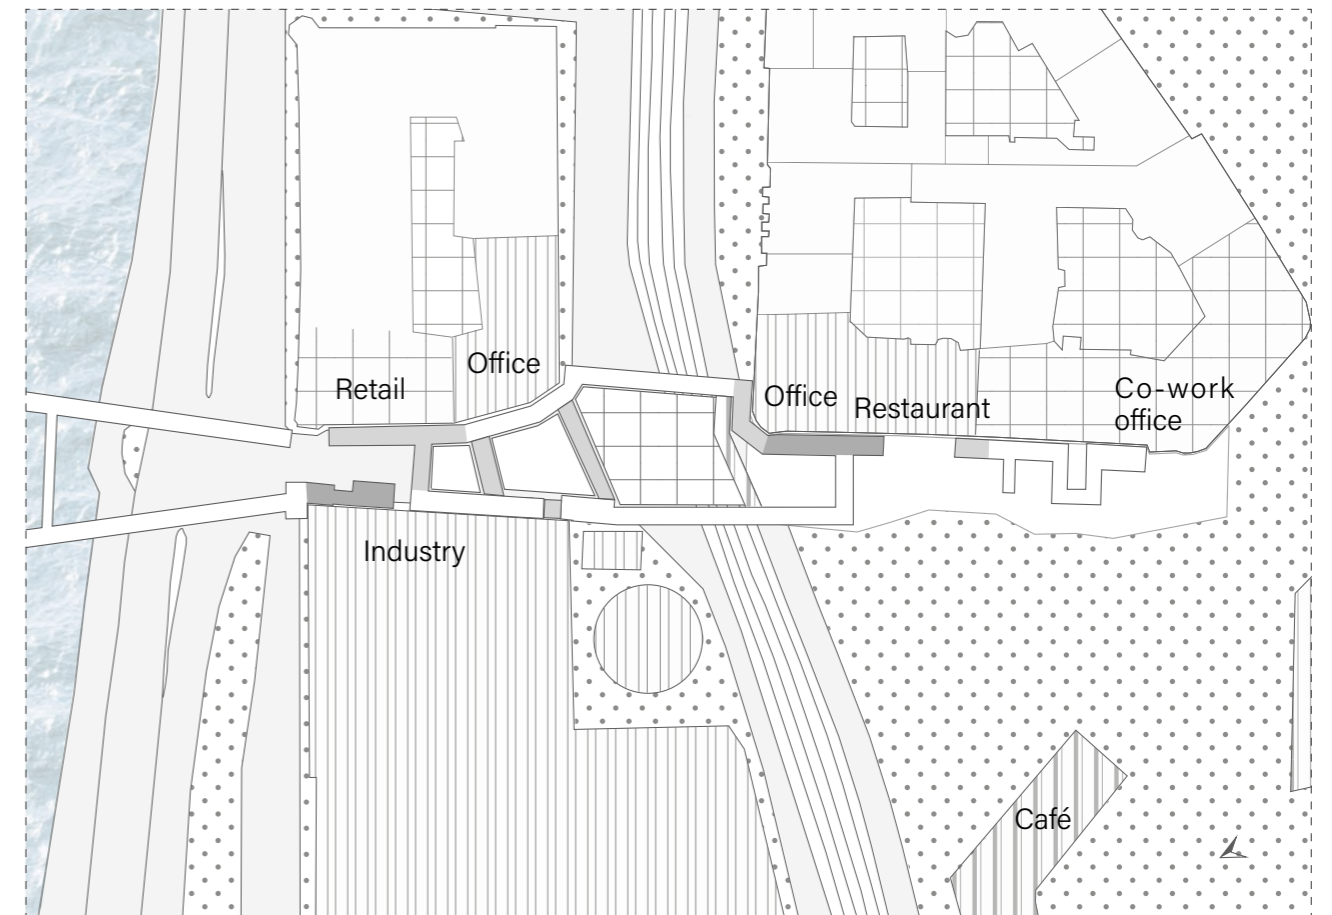 Office
Retail
Office
Restaurant
Co-work
office
Industry
Café